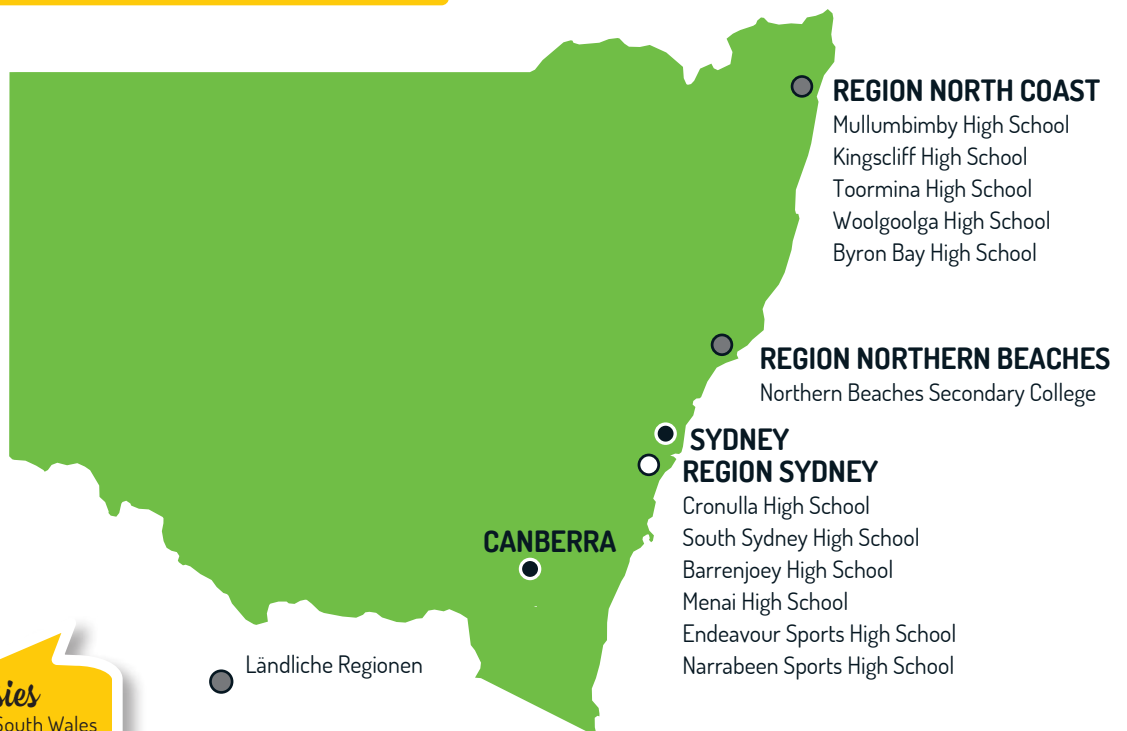 REGION NORTH COAST
Mullumbimby High School
Kingscliff High School
Toormina High School
Woolgoolga High School
Byron Bay High School
REGION NORTHERN BEACHES
Northern Beaches Secondary College
SYDNEY
REGION SYDNEY
Cronulla High School
South Sydney High School
Barrenjoey High School
Menai High School
Endeavour Sports High School
Narrabeen Sports High School
CANBERRA
Ländliche Regionen
South Wales